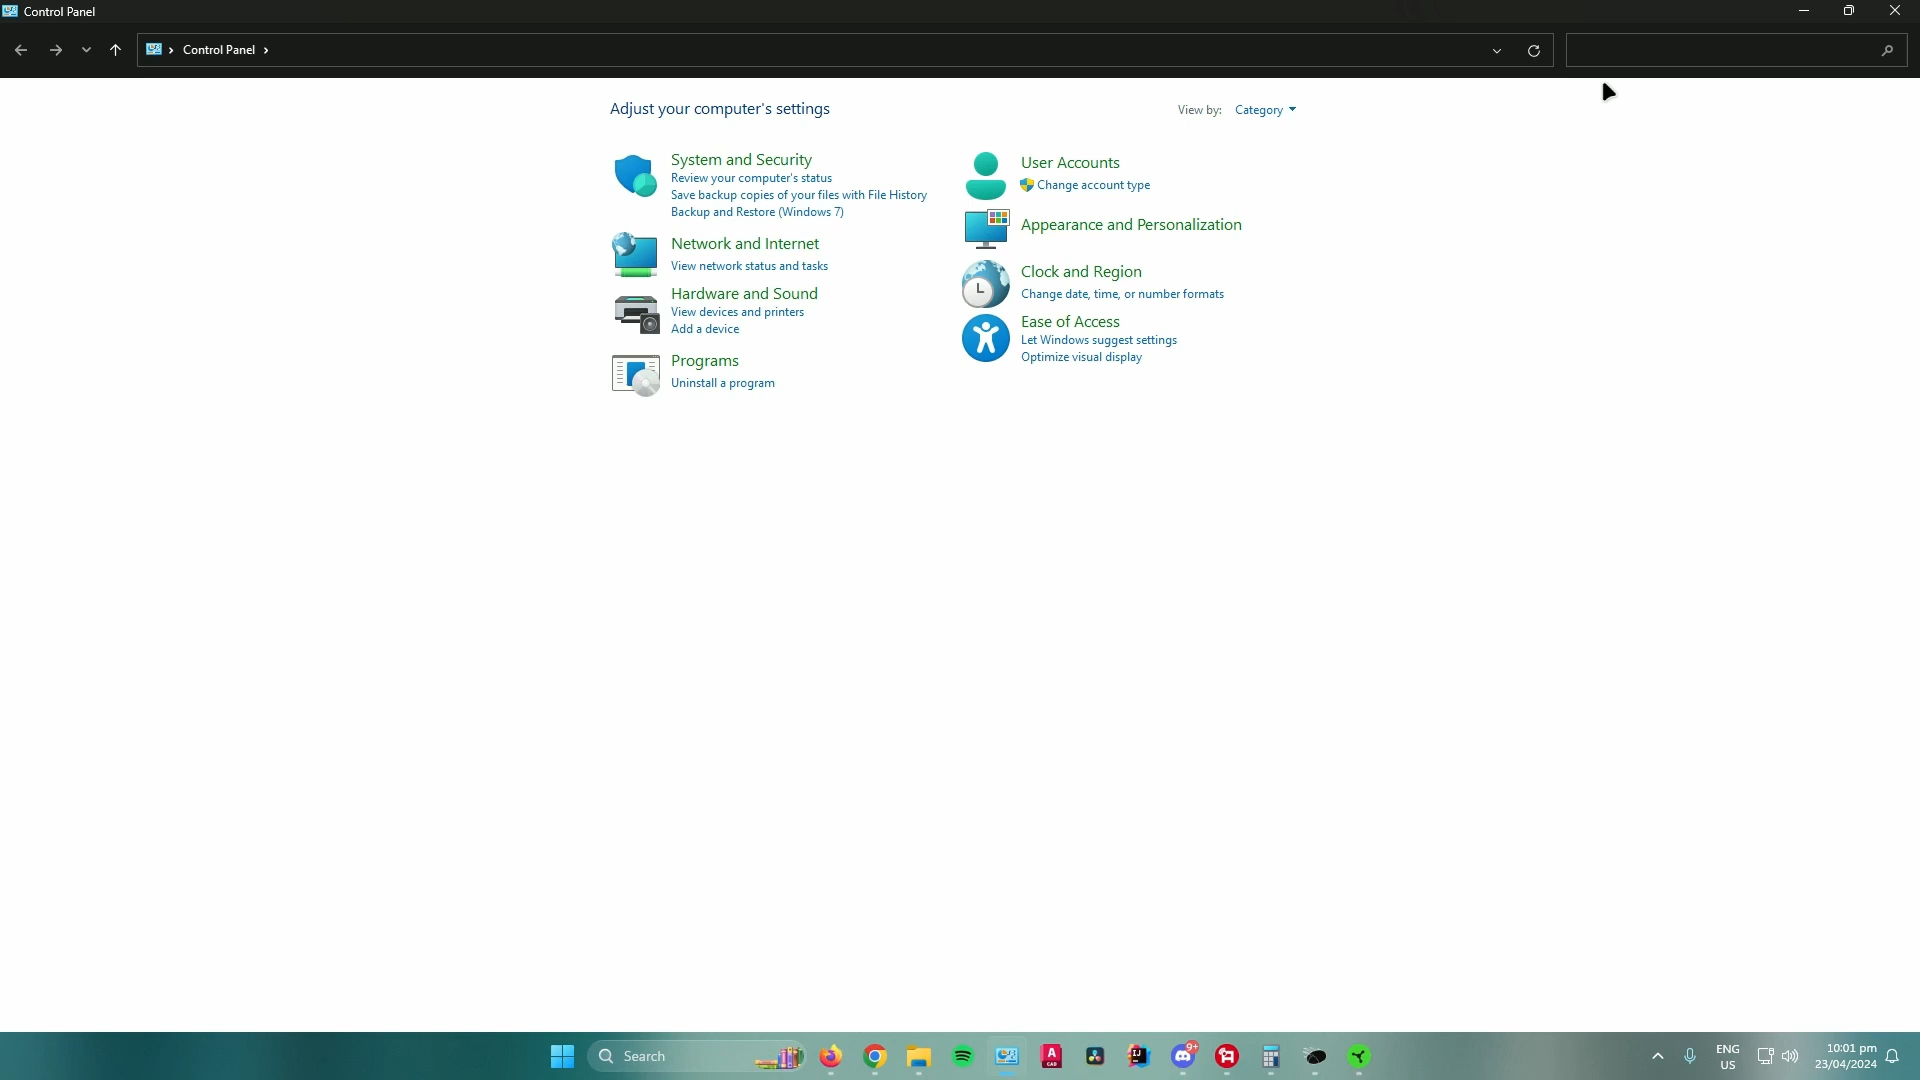 Control Panel
Control Panel
Adjust your computer's settings
View by: Category
System and Security
Review your computer's status
Save backup copies of your files with File History
Backup and Restore (Windows 7)
Network and Internet
View network status and tasks
Hardware and Sound
View devices and printers
Add a device
Programs
Uninstall a program
User Accounts
Change account type
Appearance and Personalization
Clock and Region
Change date, time, or number formats
Ease of Access
Let Windows suggest settings
Optimize visual display
Search
A
CAD
IJ
9+
ENG
US
10:01 pm
23/04/2024